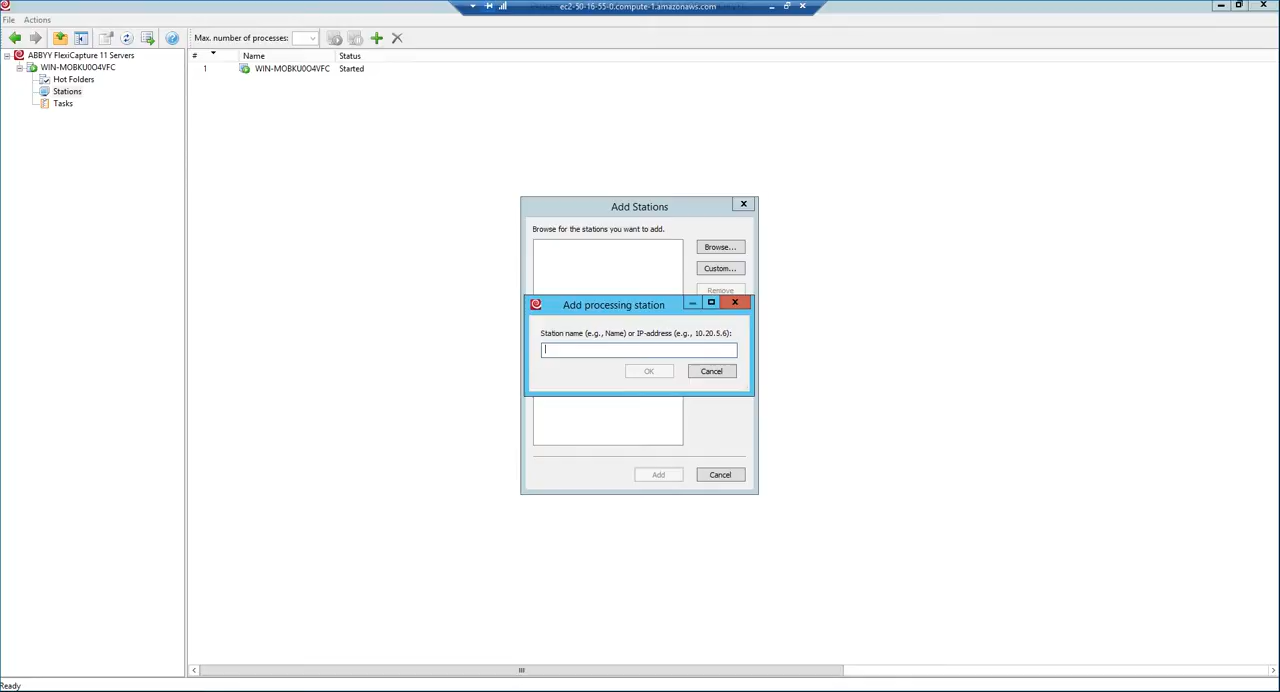 ec2-50-16-55-0.compute-1.amazonaws.com
File Actions
Max. number of processes:
ABBYY FlexiCapture 11 Servers
WIN-MOBKU0O4VFC
Hot Folders
Stations
Tasks
# Name Status
1 WIN-MOBKU0O4VFC Started
Add Stations
Browse for the stations you want to add.
Browse...
Custom...
Remove
Add processing station
Station name (e.g., Name) or IP-address (e.g., 10.20.5.6):
OK Cancel
Add Cancel
Ready